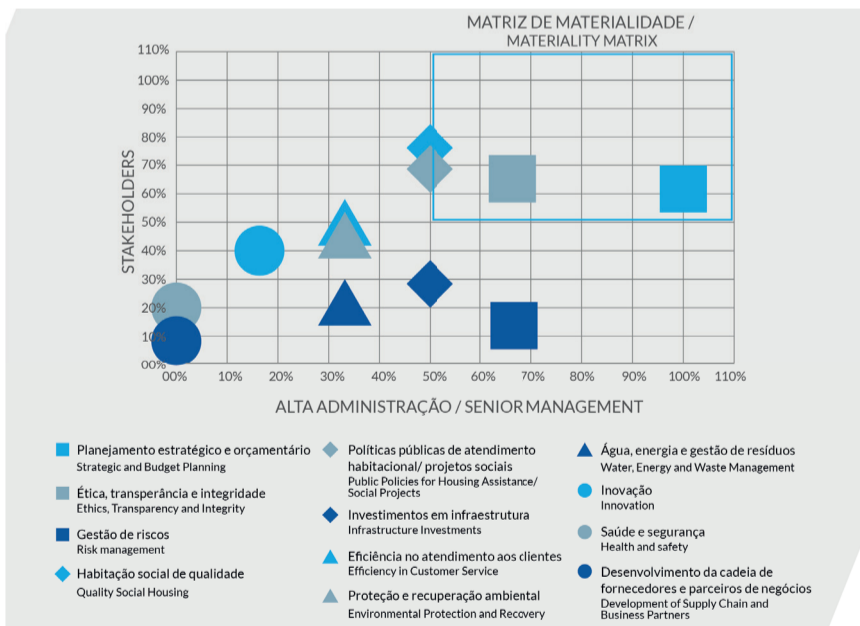 MATRIZ DE MATERIALIDADE /
MATERIALITY MATRIX
110%
100%
90%
80%
70%
60%
50%
40%
30%
20%
10%
00%
STAKEHOLDERS
00%
10%
20%
30%
40%
50%
60%
70%
80%
90%
100%
110%
ALTA ADMINISTRAÇÃO / SENIOR MANAGEMENT
Planejamento estratégico e orçamentário
Strategic and Budget Planning
Ética, transperância e integridade
Ethics, Transparency and Integrity
Gestão de riscos
Risk management
Habitação social de qualidade
Quality Social Housing
Políticas públicas de atendimento
habitacional/ projetos sociais
Public Policies for Housing Assistance/
Social Projects
Investimentos em infraestrutura
Infrastructure Investments
Eficiência no atendimento aos clientes
Efficiency in Customer Service
Proteção e recuperação ambiental
Environmental Protection and Recovery
Água, energia e gestão de resíduos
Water, Energy and Waste Management
Inovação
Innovation
Saúde e segurança
Health and safety
Desenvolvimento da cadeia de
fornecedores e parceiros de negócios
Development of Supply Chain and
Business Partners